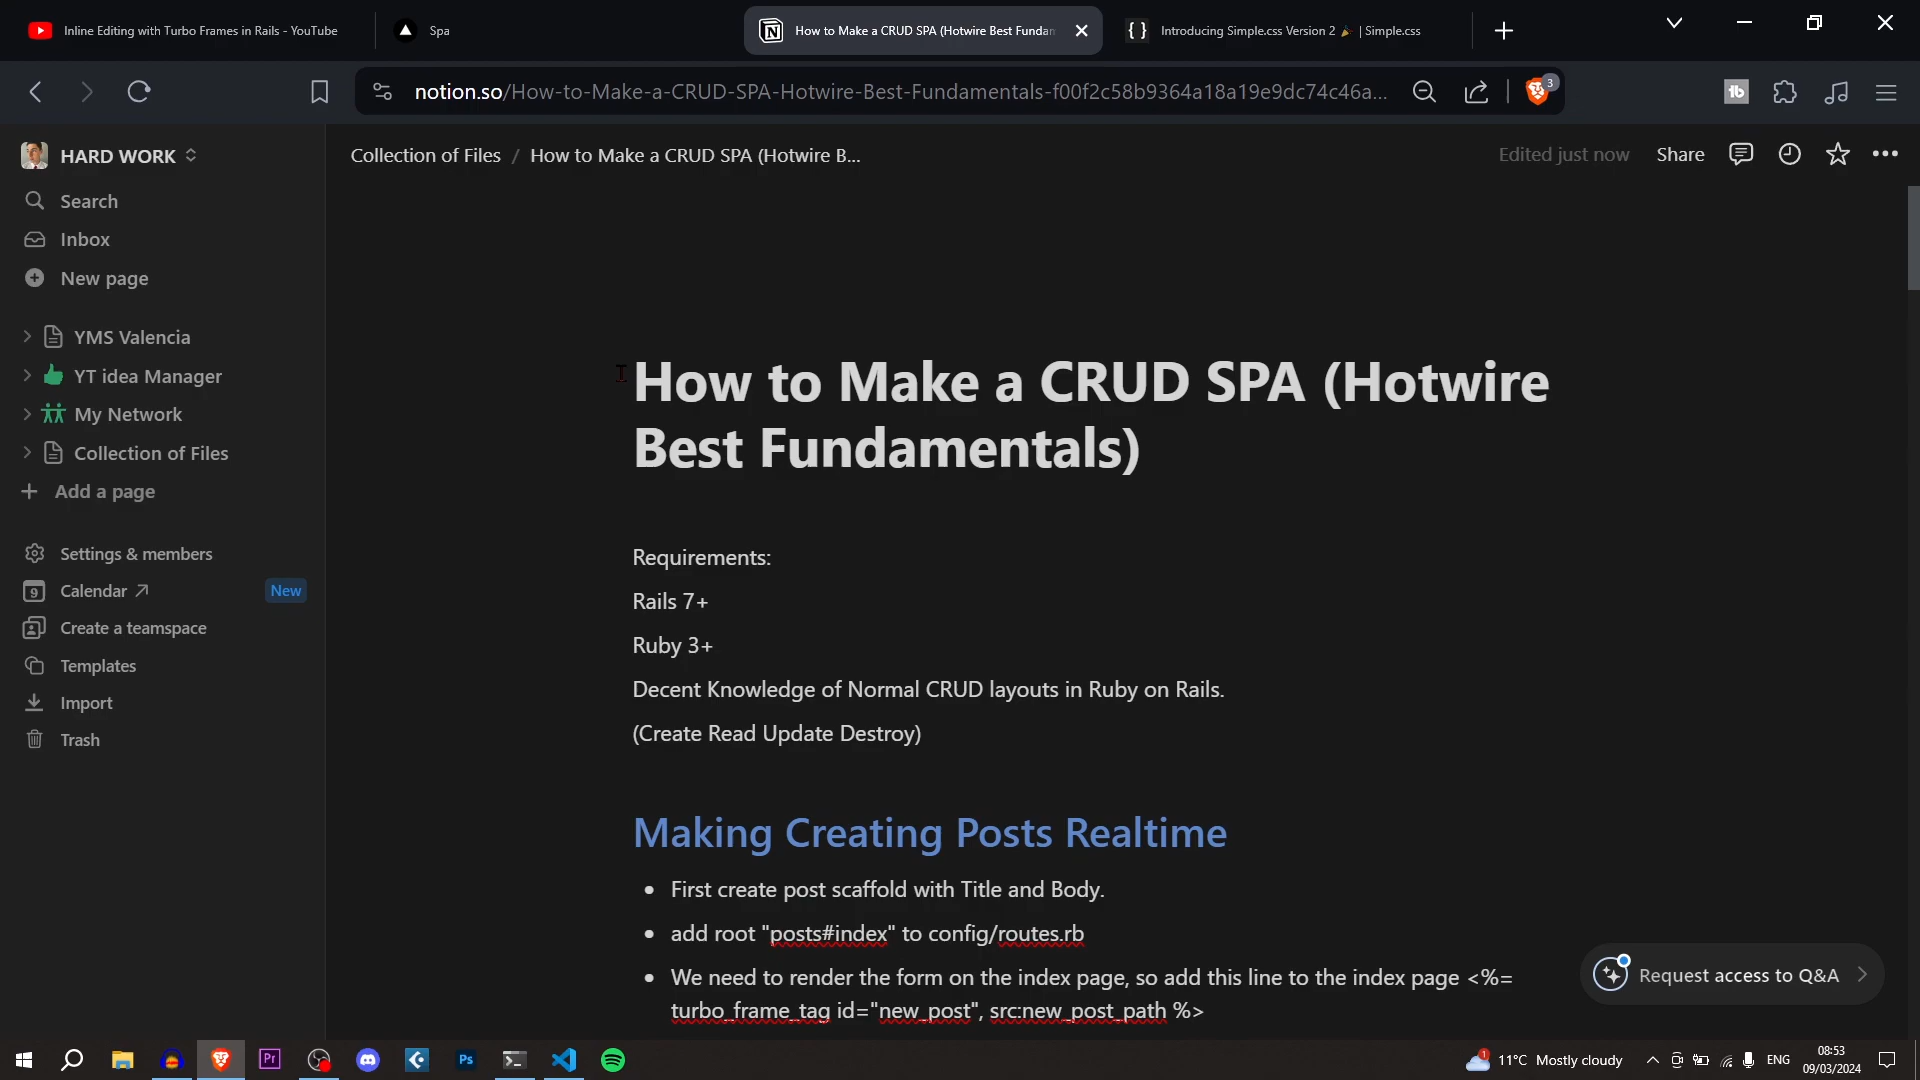 Inline Editing with Turbo Frames in Rails - YouTube
Spa
How to Make a CRUD SPA (Hotwire Best Fundan
Introducing Simple.css Version 2 🎉 | Simple.css
notion.so/How-to-Make-a-CRUD-SPA-Hotwire-Best-Fundamentals-f00f2c58b9364a18a19e9dc74c46a...
3
HARD WORK
Search
Inbox
New page
YMS Valencia
YT idea Manager
My Network
Collection of Files
Add a page
Settings & members
9
Calendar ↗
New
Create a teamspace
Templates
Import
Trash
Collection of Files / How to Make a CRUD SPA (Hotwire B...
Edited just now
Share
How to Make a CRUD SPA (Hotwire
Best Fundamentals)
Requirements:
Rails 7+
Ruby 3+
Decent Knowledge of Normal CRUD layouts in Ruby on Rails.
(Create Read Update Destroy)
Making Creating Posts Realtime
• First create post scaffold with Title and Body.
• add root "posts#index" to config/routes.rb
• We need to render the form on the index page, so add this line to the index page <%=
turbo_frame_tag id="new_post", src:new_post_path %>
Request access to Q&A
Pr
Ps
1
11°C Mostly cloudy
ENG
08:53
09/03/2024